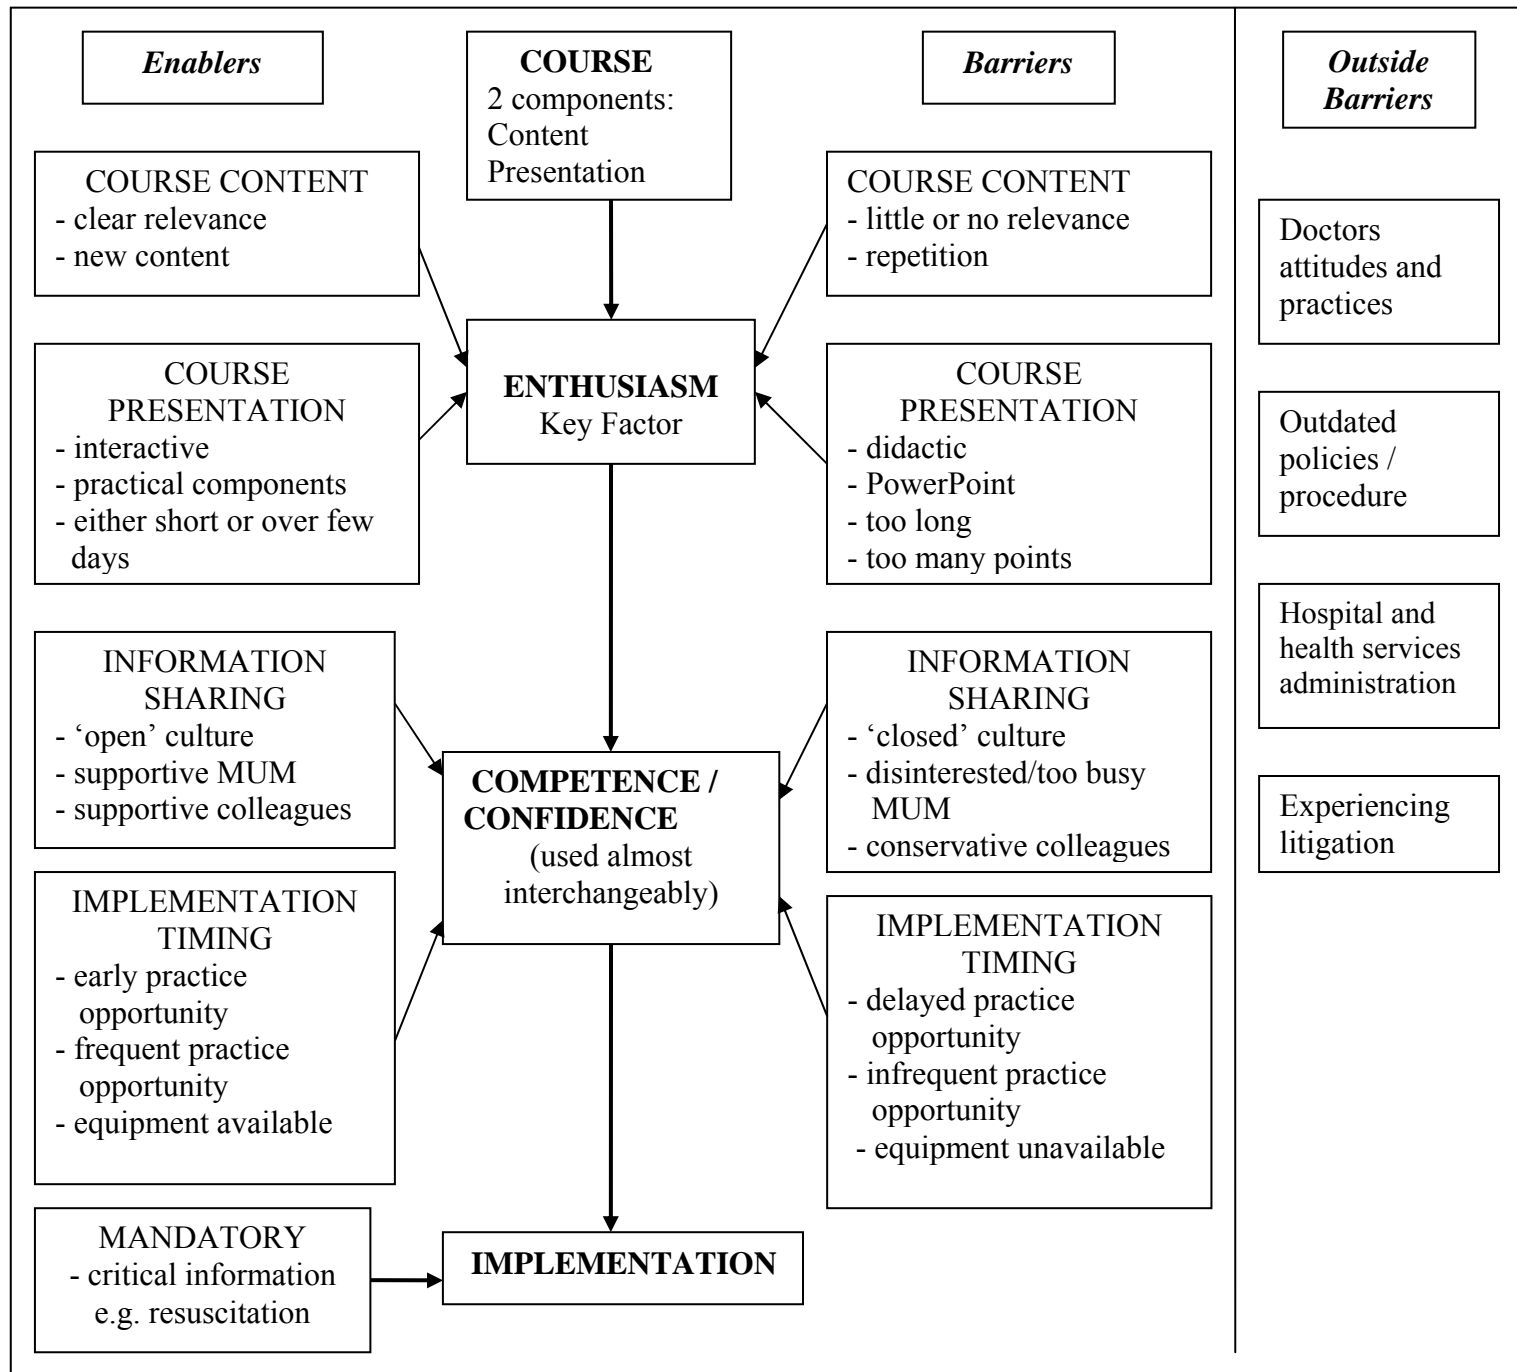 Enablers
COURSE
2 components:
Content
Presentation
Barriers
Outside
Barriers
COURSE CONTENT
- clear relevance
- new content
COURSE CONTENT
- little or no relevance
- repetition
Doctors
attitudes and
practices
COURSE
PRESENTATION
- interactive
- practical components
- either short or over few
days
ENTHUSIASM
Key Factor
COURSE
PRESENTATION
- didactic
- PowerPoint
- too long
- too many points
Outdated
policies /
procedure
INFORMATION
SHARING
- ‘open’ culture
- supportive MUM
- supportive colleagues
COMPETENCE /
CONFIDENCE
(used almost
interchangeably)
INFORMATION
SHARING
- ‘closed’ culture
- disinterested/too busy
MUM
- conservative colleagues
Hospital and
health services
administration
Experiencing
litigation
IMPLEMENTATION
TIMING
- early practice
opportunity
- frequent practice
opportunity
- equipment available
IMPLEMENTATION
TIMING
- delayed practice
opportunity
- infrequent practice
opportunity
- equipment unavailable
MANDATORY
- critical information
e.g. resuscitation
IMPLEMENTATION